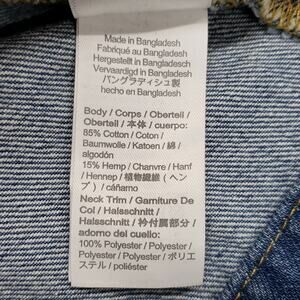 Made in Bangladesh
Fabriqué au Bangladesh
Hergestellt in Bangladesch
Vervaardigd in Bangladesh
バングラディシュ製
hecho en Bangladesh
Body / Corps / Oberteil /
Oberteil / 本体 / cuerpo:
85% Cotton / Coton /
Baumwolle / Katoen / 綿 /
algodón
15% Hemp / Chanvre / Hanf
/ Hennep / 植物繊維（ヘン
プ）/ cáñamo
Neck Trim / Garniture De
Col / Halsschnitt /
Halsschnitt / 衿付属部分 /
adorno del cuello:
100% Polyester / Polyester /
Polyester / Polyester / ポリエ
ステル / poliéster